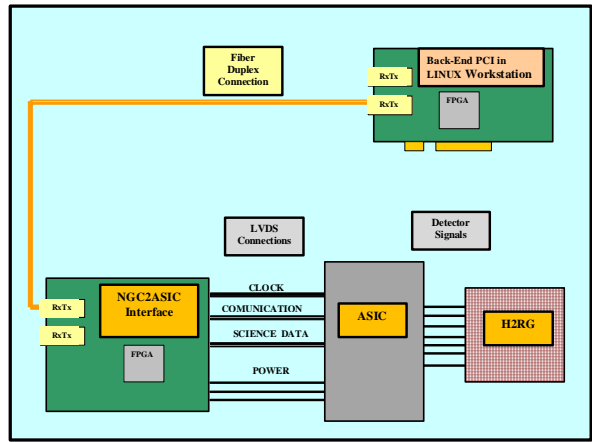 Fiber
Duplex
Connection
Back-End PCI in
LINUX Workstation
RxTx
RxTx
FPGA
LVDS
Connections
Detector
Signals
NGC2ASIC
Interface
RxTx
RxTx
FPGA
CLOCK
COMUNICATION
SCIENCE DATA
POWER
ASIC
H2RG